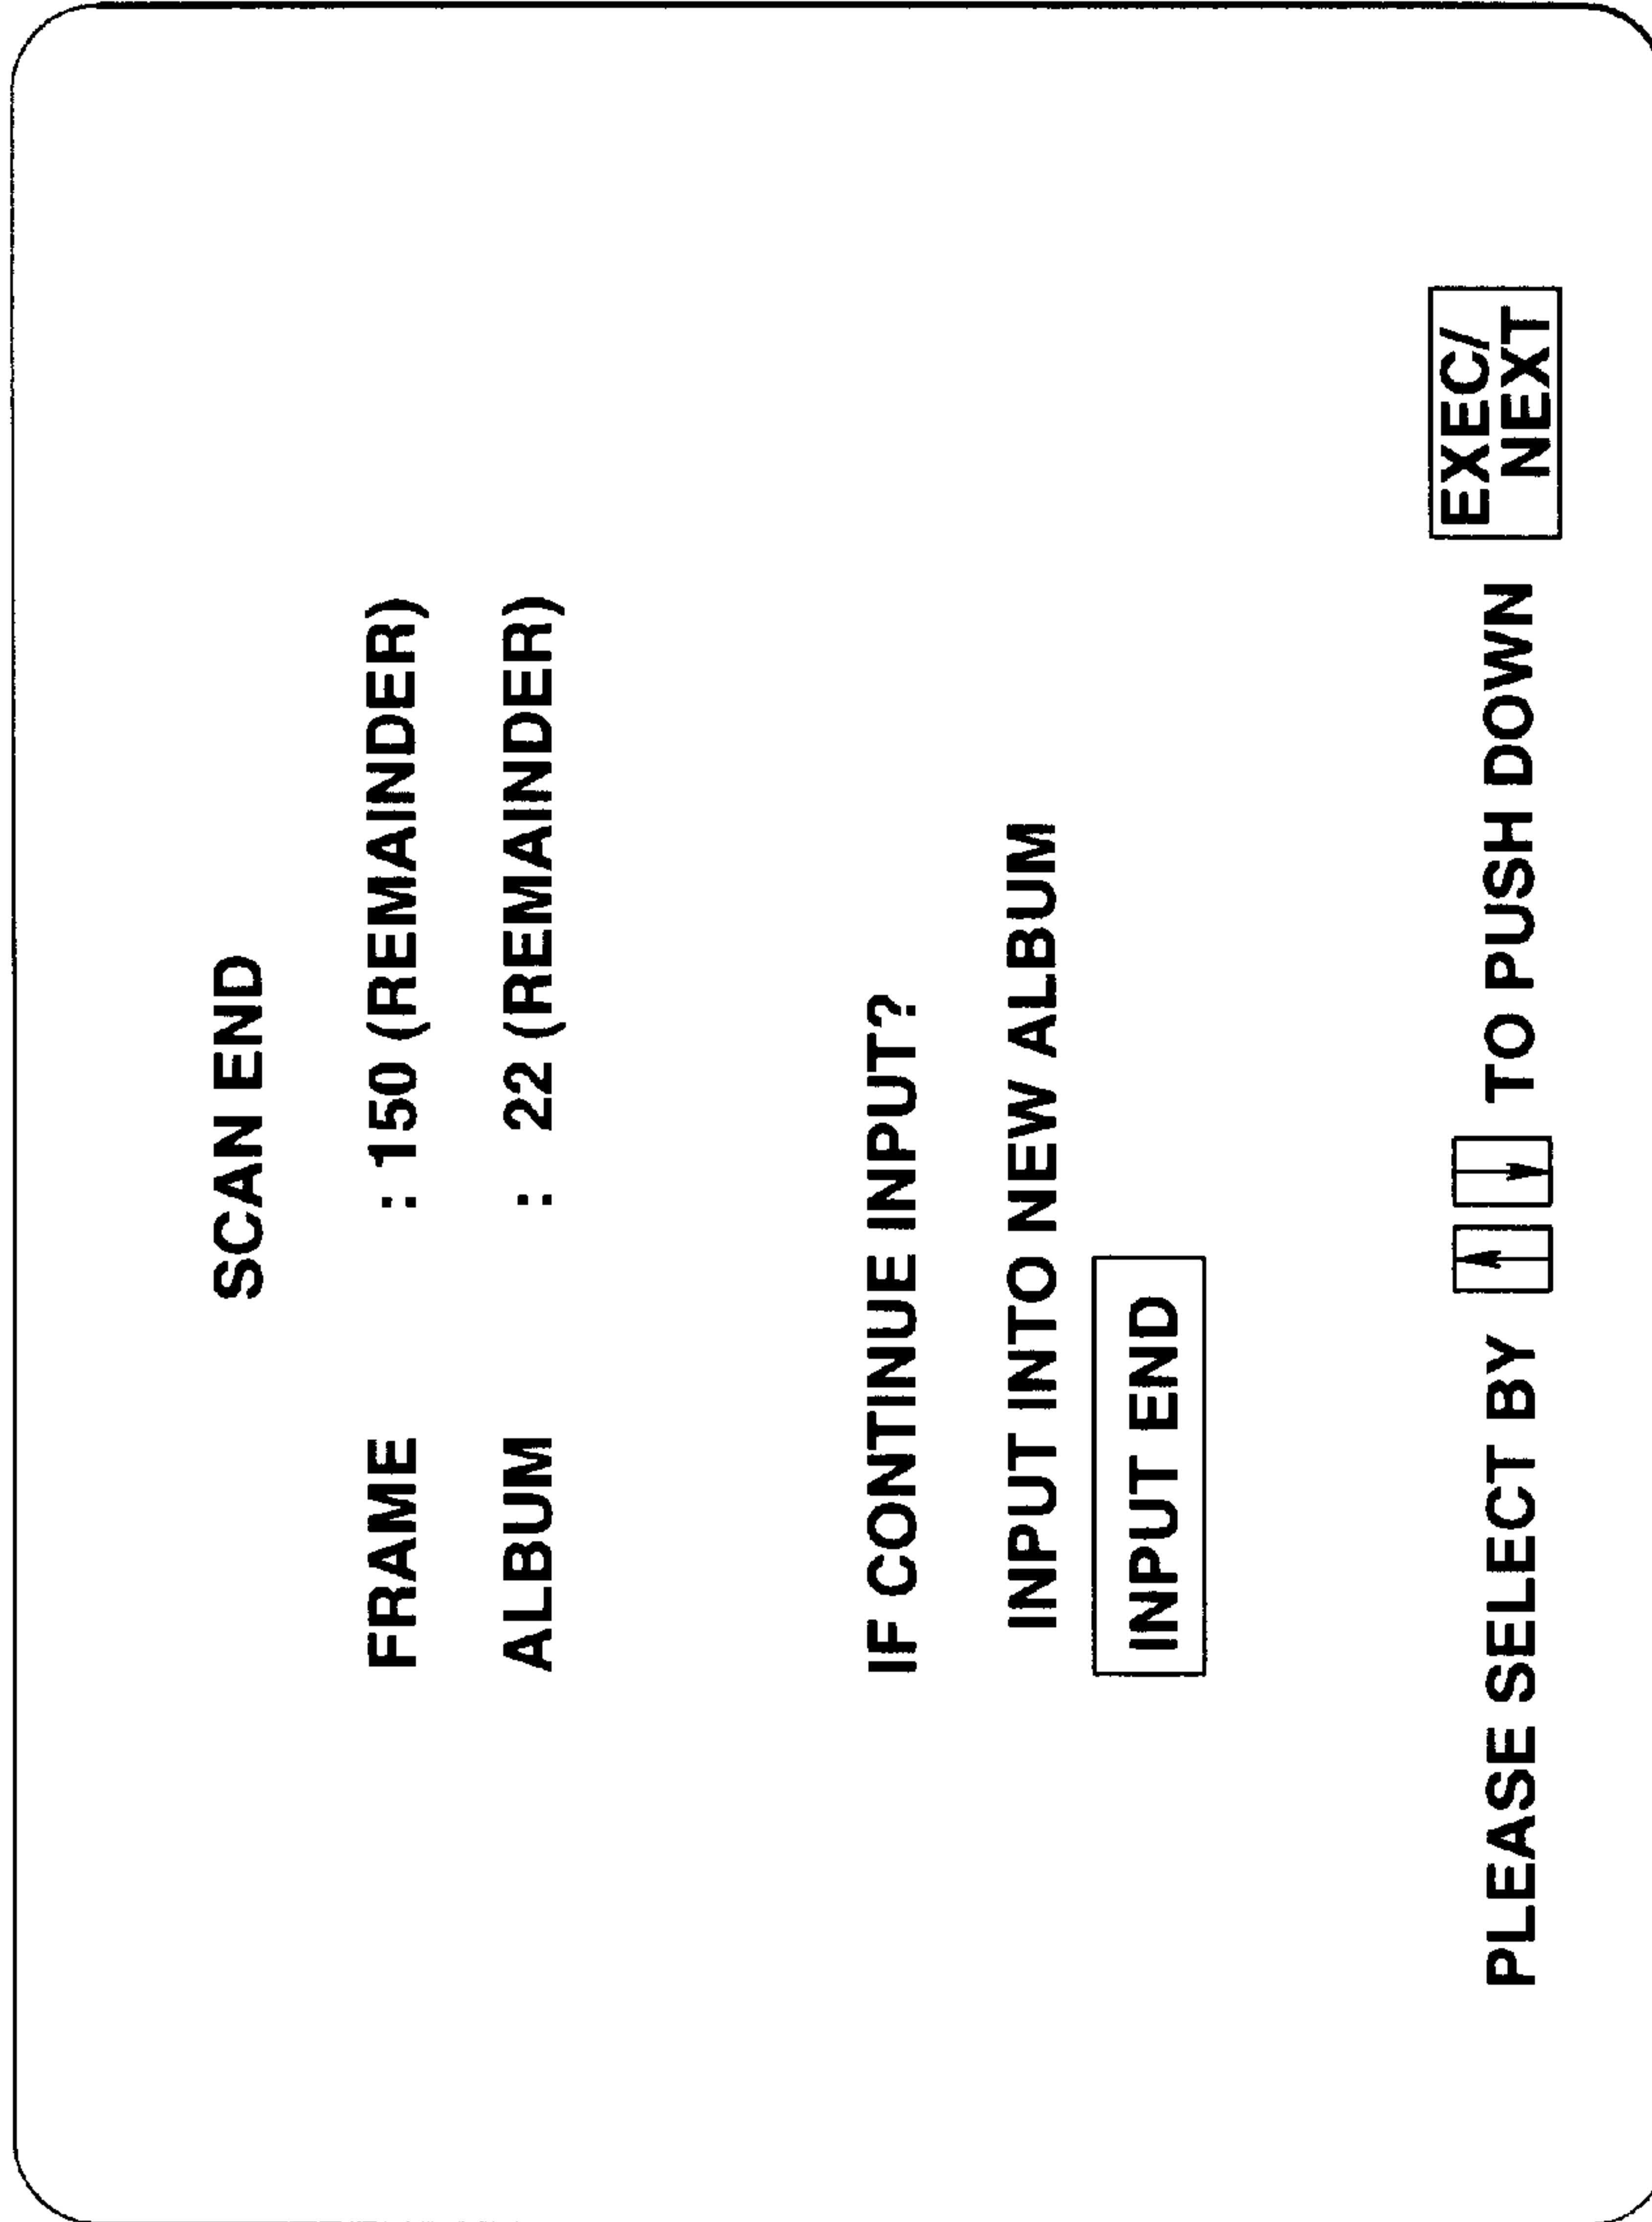 SCAN END
FRAME : 150 (REMAINDER)
ALBUM : 22 (REMAINDER)
IF CONTINUE INPUT?
INPUT INTO NEW ALBUM
INPUT END
PLEASE SELECT BY ↑ ↓ TO PUSH DOWN EXEC/
NEXT